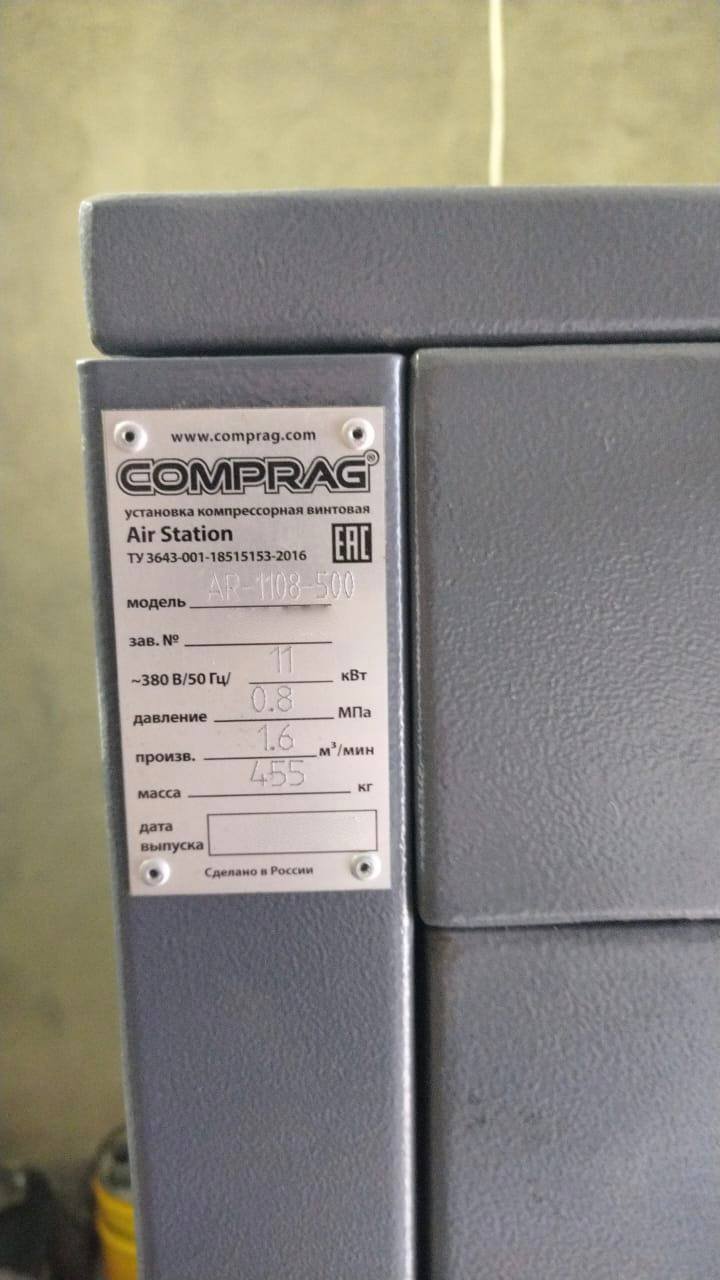 www.comprag.com
COMPRAG®
установка компрессорная винтовая
Air Station
ТУ 3643-001-18515153-2016 EAC
модель AR-1108-500
зав. №
~380 В/50 Гц/ 11 кВт
давление 0.8 МПа
произв. 1.6 м³/мин
масса 455 кг
дата
выпуска
Сделано в России